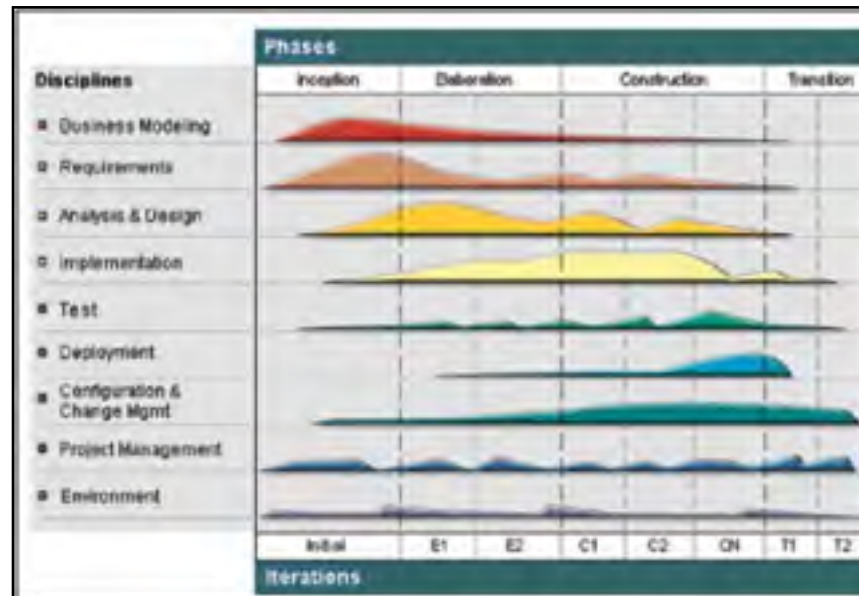 Phases
Disciplines
Inception Elaboration Construction Transition
Business Modeling
Requirements
Analysis & Design
Implementation
Test
Deployment
Configuration &
Change Mgmt
Project Management
Environment
Initial E1 E2 C1 C2 CN T1 T2
Iterations